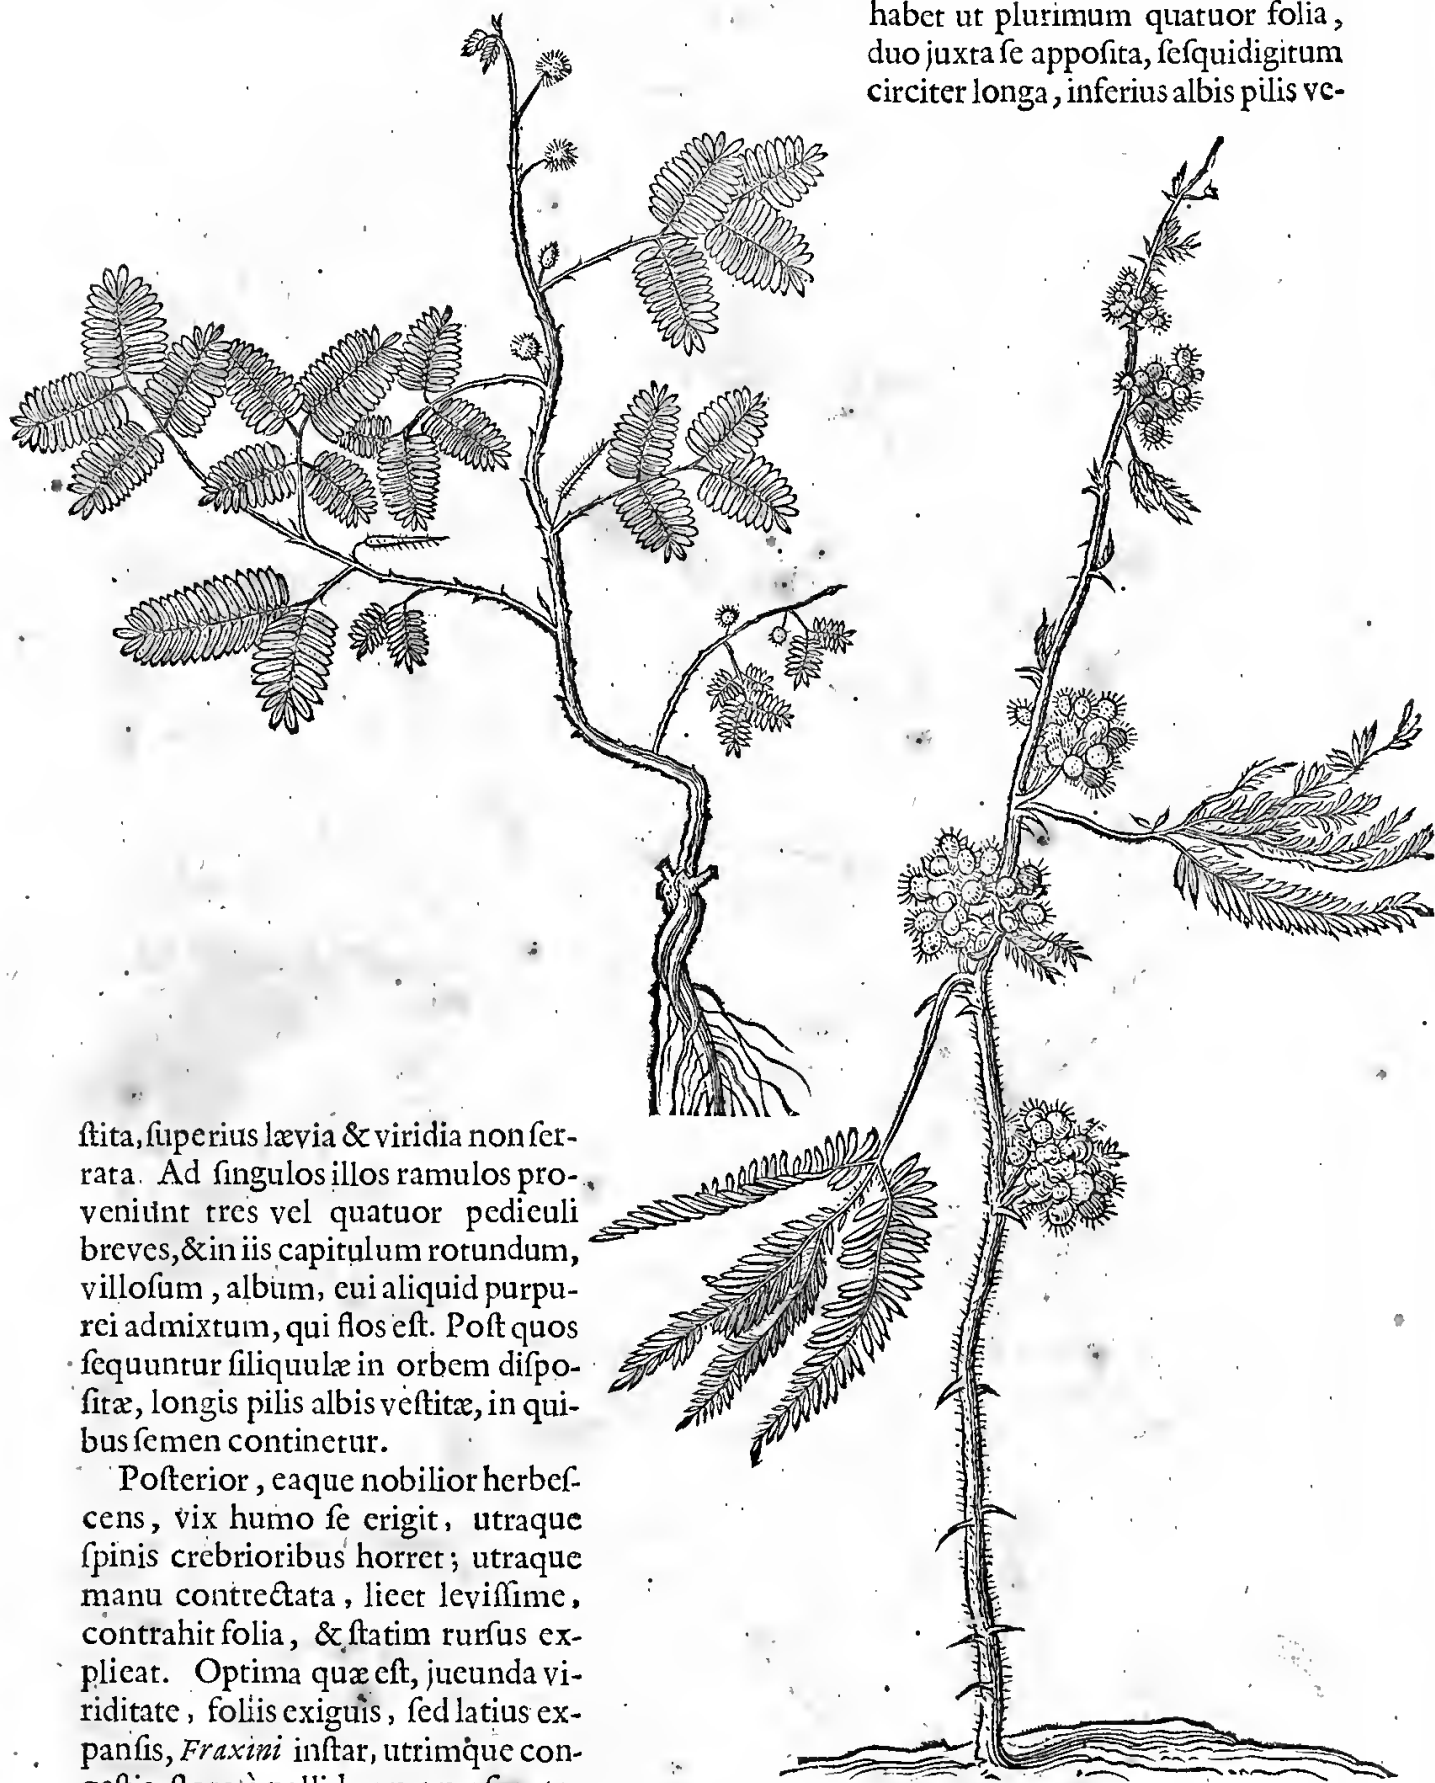 habet ut plurimum quatuor folia,
duo juxta ſe appoſita, ſeſquidigitum
circiter longa, inferius albis pilis ve-
ſtita, ſuperius lævia & viridia non ſer-
rata. Ad ſingulos illos ramulos pro-
veniunt tres vel quatuor pediculi
breves, & in iis capitulum rotundum,
villoſum, album, cui aliquid purpu-
rei admixtum, qui flos eſt. Poſt quos
ſequuntur ſiliquulæ in orbem diſpo-
ſitæ, longis pilis albis veſtitæ, in qui-
bus ſemen continetur.
Poſterior, eaque nobilior herbeſ-
cens, vix humo ſe erigit, utraque
ſpinis crebrioribus horret; utraque
manu contrectata, licet leviſſime,
contrahit folia, & ſtatim rurſus ex-
plicat. Optima quæ eſt, jucunda vi-
riditate, foliis exiguis, ſed latius ex-
panſis, Fraxini inſtar, utrimque con-